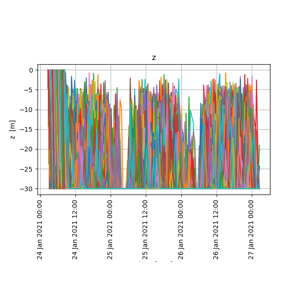 z
z [m]
0
−5
−10
−15
−20
−25
−30
24 Jan 2021 00:00
24 Jan 2021 12:00
25 Jan 2021 00:00
25 Jan 2021 12:00
26 Jan 2021 00:00
26 Jan 2021 12:00
27 Jan 2021 00:00